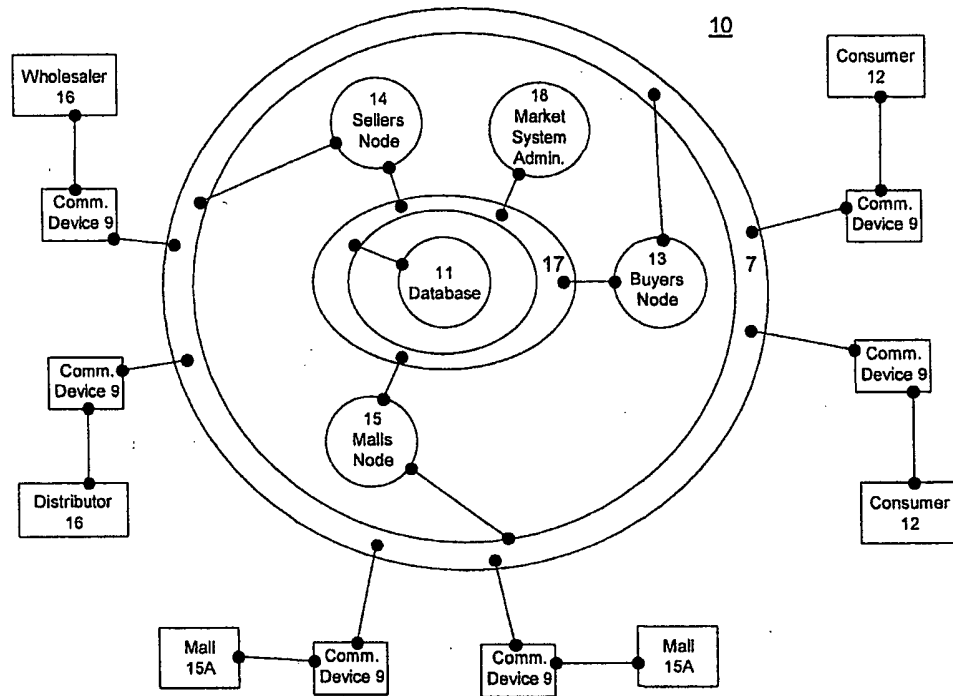 10
Wholesaler
16
Consumer
12
14
Sellers
Node
18
Market
System
Admin.
Comm.
Device 9
Comm.
Device 9
17
7
13
Buyers
Node
11
Database
Comm.
Device 9
Comm.
Device 9
15
Malls
Node
Distributor
16
Consumer
12
Mall
15A
Comm.
Device 9
Comm.
Device 9
Mall
15A